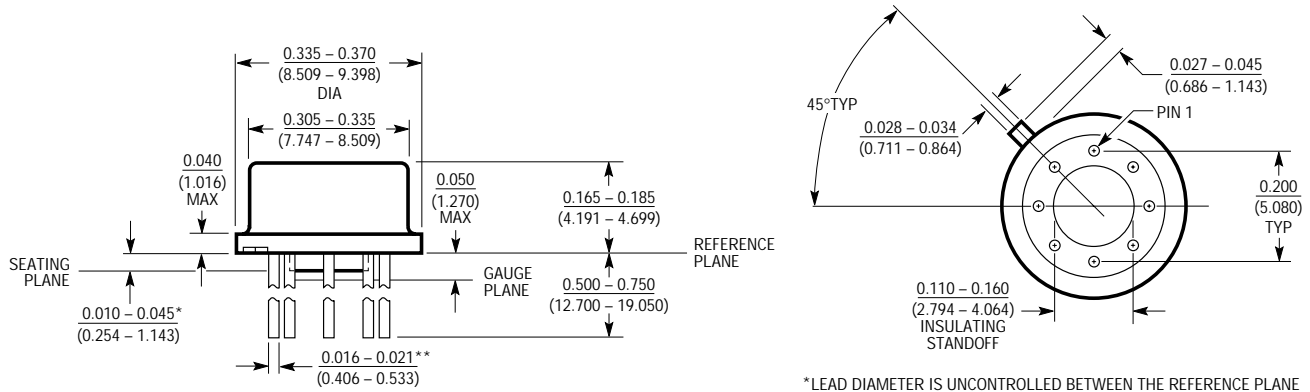 0.335 – 0.370
(8.509 – 9.398)
DIA
0.305 – 0.335
(7.747 – 8.509)
0.040
(1.016)
MAX
0.050
(1.270)
MAX
0.165 – 0.185
(4.191 – 4.699)
REFERENCE
PLANE
SEATING
PLANE
GAUGE
PLANE
0.500 – 0.750
(12.700 – 19.050)
0.010 – 0.045*
(0.254 – 1.143)
0.016 – 0.021**
(0.406 – 0.533)
45°TYP
0.028 – 0.034
(0.711 – 0.864)
0.027 – 0.045
(0.686 – 1.143)
PIN 1
0.200
(5.080)
TYP
0.110 – 0.160
(2.794 – 4.064)
INSULATING
STANDOFF
*LEAD DIAMETER IS UNCONTROLLED BETWEEN THE REFERENCE PLANE